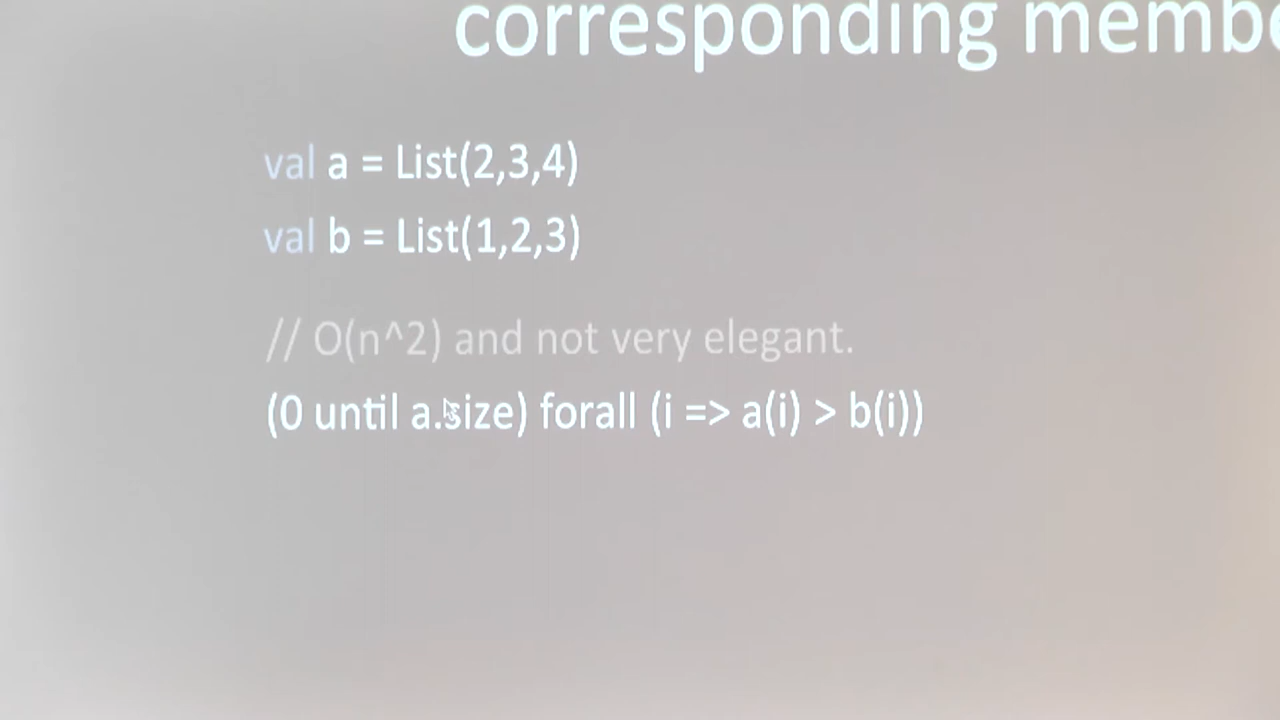 corresponding
val a = List(2,3,4)
val b = List(1,2,3)
// O(n^2) and not very elegant.
(0 until a.size) forall (i => a(i) > b(i))